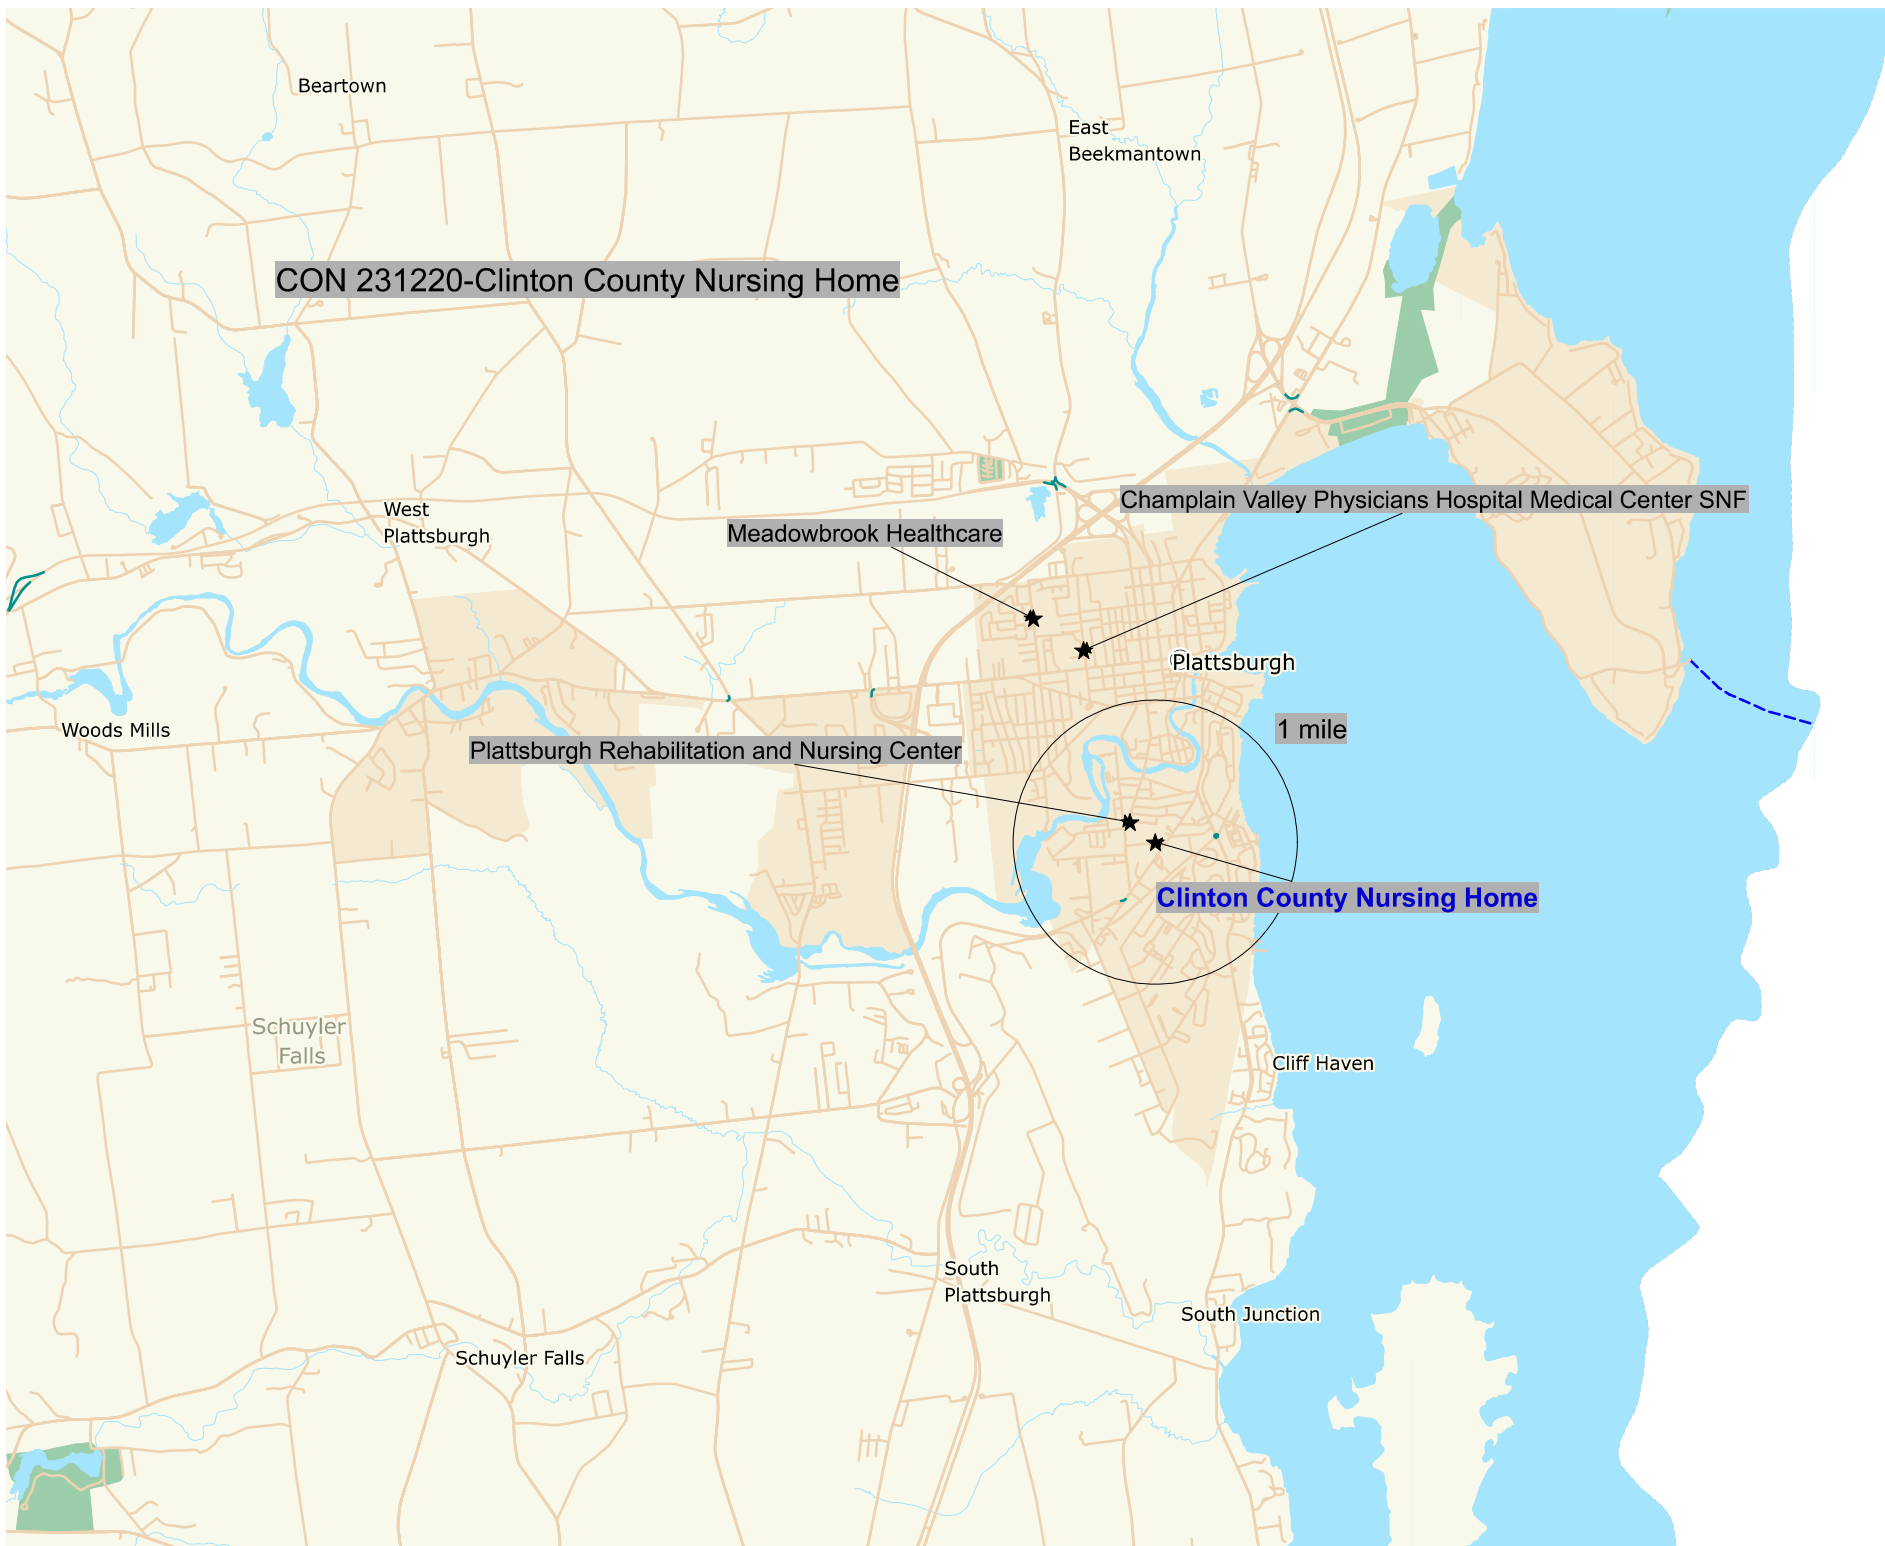 Beartown
East
Beekmantown
CON 231220-Clinton County Nursing Home
Champlain Valley Physicians Hospital Medical Center SNF
West
Plattsburgh
Meadowbrook Healthcare
Plattsburgh
Woods Mills
1 mile
Plattsburgh Rehabilitation and Nursing Center
Clinton County Nursing Home
Schuyler
Falls
Cliff Haven
South
Plattsburgh
South Junction
Schuyler Falls